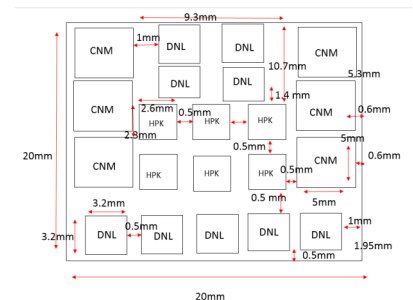 9.3mm
1mm
CNM
DNL
DNL
CNM
10.7mm
5.3mm
DNL
DNL
1.4 mm
CNM
2.6mm
0.5mm
CNM
0.6mm
HPK
HPK
HPK
2.3mm
0.5mm
5mm
20mm
CNM
CNM
0.6mm
HPK
HPK
HPK
0.5mm
5mm
0.5 mm
3.2mm
0.5mm
1mm
3.2mm
DNL
DNL
DNL
DNL
DNL
1.95mm
0.5mm
20mm